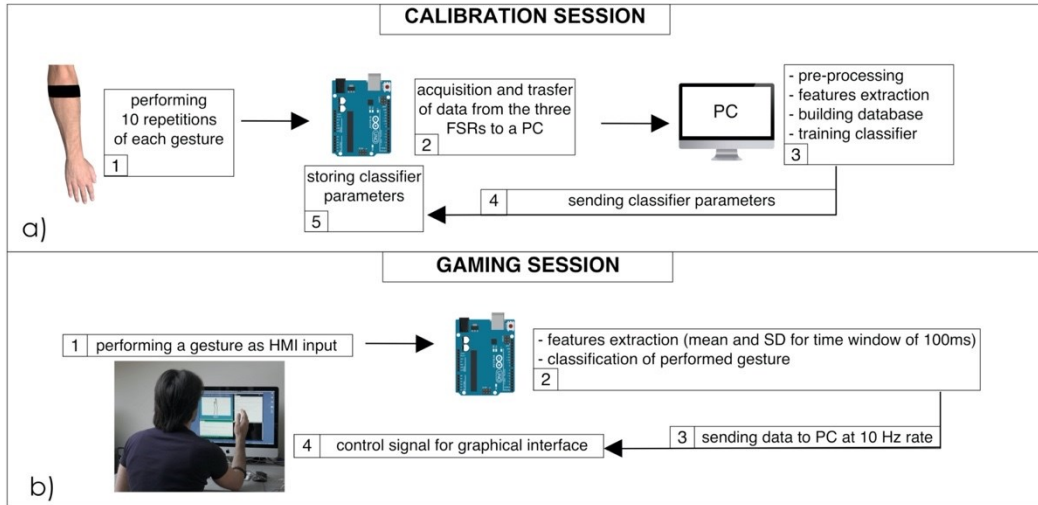 CALIBRATION SESSION
performing
10 repetitions
of each gesture
1
acquisition and trasfer
of data from the three
FSRs to a PC
2
PC
- pre-processing
- features extraction
- building database
- training classifier
3
4 sending classifier parameters
storing classifier
parameters
5
a)
GAMING SESSION
1 performing a gesture as HMI input
- features extraction (mean and SD for time window of 100ms)
- classification of performed gesture
2
3 sending data to PC at 10 Hz rate
4 control signal for graphical interface
b)